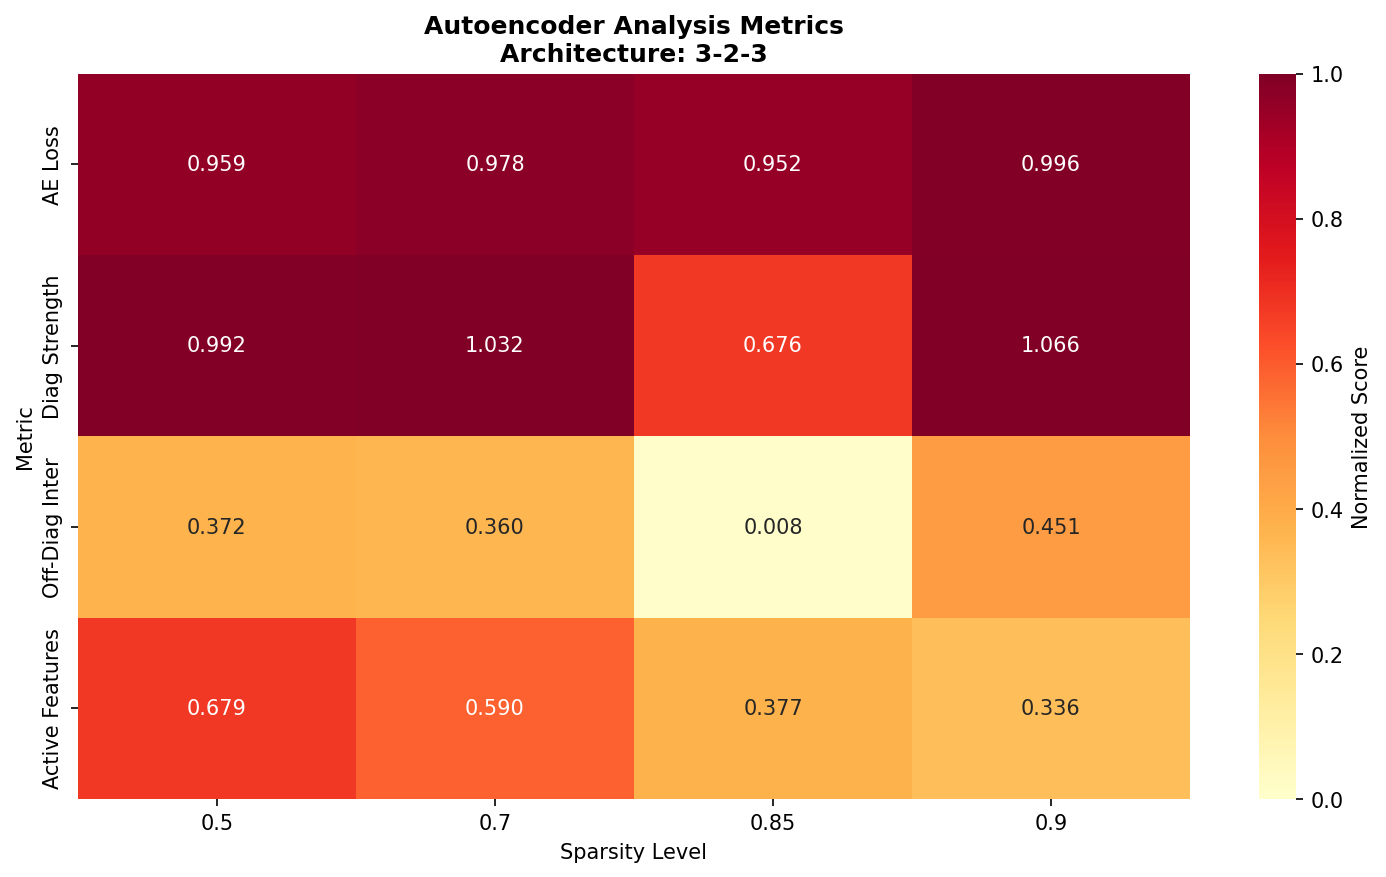 Autoencoder Analysis Metrics
Architecture: 3-2-3
Metric
AE Loss
0.959 0.978 0.952 0.996
Diag Strength
0.992 1.032 0.676 1.066
Off-Diag Inter
0.372 0.360 0.008 0.451
Active Features
0.679 0.590 0.377 0.336
0.5 0.7 0.85 0.9
Sparsity Level
1.0
0.8
0.6
0.4
0.2
0.0
Normalized Score